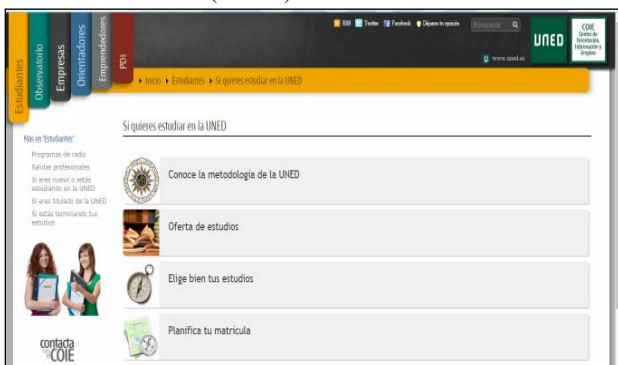 RSS Twitter Facebook Déjanos tu opinión Búsqueda
UNED
COIE
Centro de
Orientación,
Información y
Empleo
www.uned.es
Estudiantes
Observatorio
Empresas
Orientadores
Emprendedores
PDI
Inicio Estudiantes Si quieres estudiar en la UNED
Más en 'Estudiantes'
Programas de radio
Salidas profesionales
Si eres nuevo o estás
estudiando en la UNED
Si eres titulado de la UNED
Si estás terminando tus
estudios
contacta
COIE
Si quieres estudiar en la UNED
Conoce la metodología de la UNED
Oferta de estudios
Elige bien tus estudios
Planifica tu matrícula